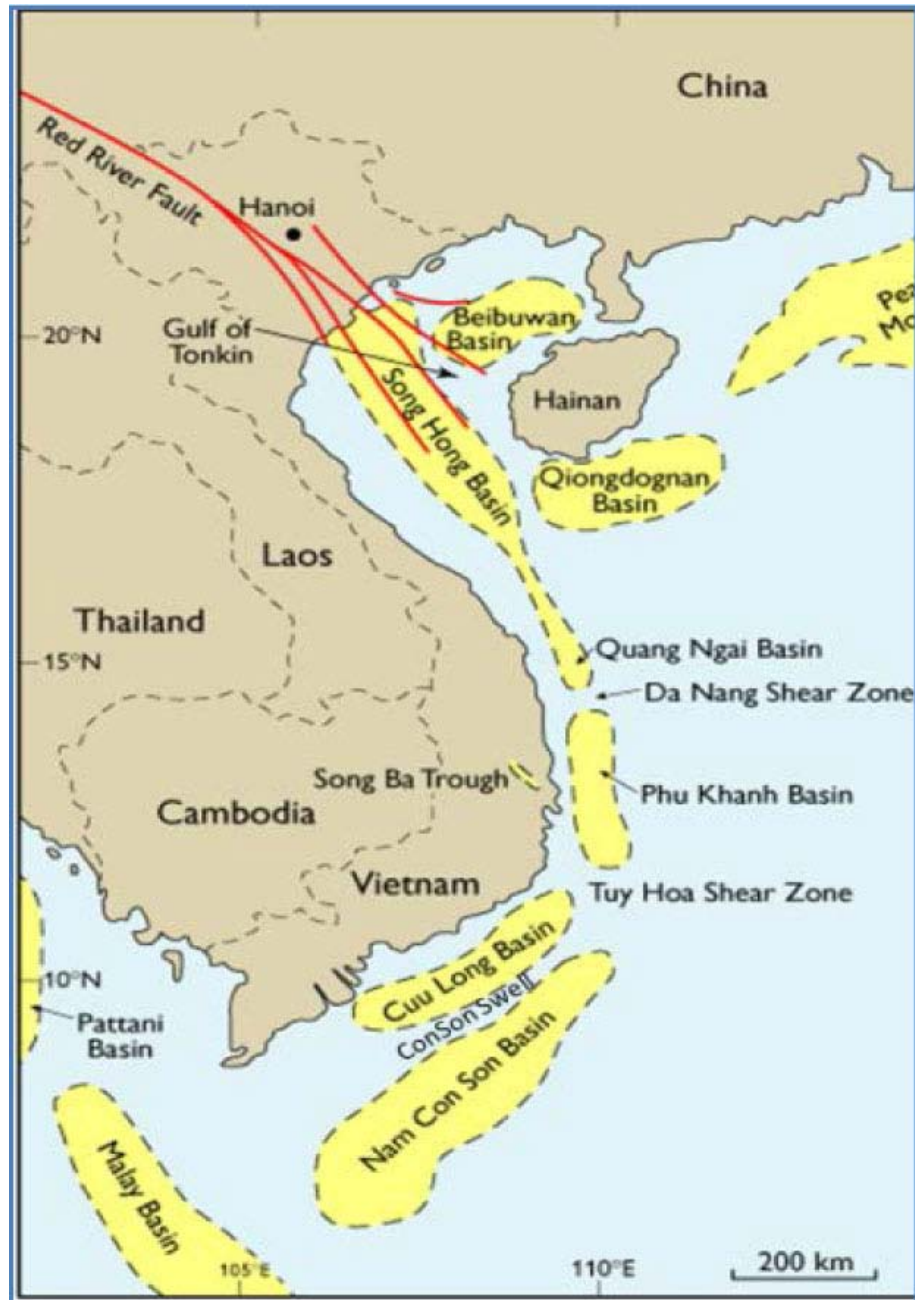 China
Red River Fault
Hanoi
Pea
Mo
20°N
Gulf of
Tonkin
Beibuwan
Basin
Song Hong Basin
Hainan
Qiongdognan
Basin
Laos
Thailand
15°N
Quang Ngai Basin
Da Nang Shear Zone
Song Ba Trough
Phu Khanh Basin
Cambodia
Vietnam
Tuy Hoa Shear Zone
10°N
Cuu Long Basin
ConSon Swell
Pattani
Basin
Nam Con Son Basin
Malay Basin
105°E
110°E
200 km